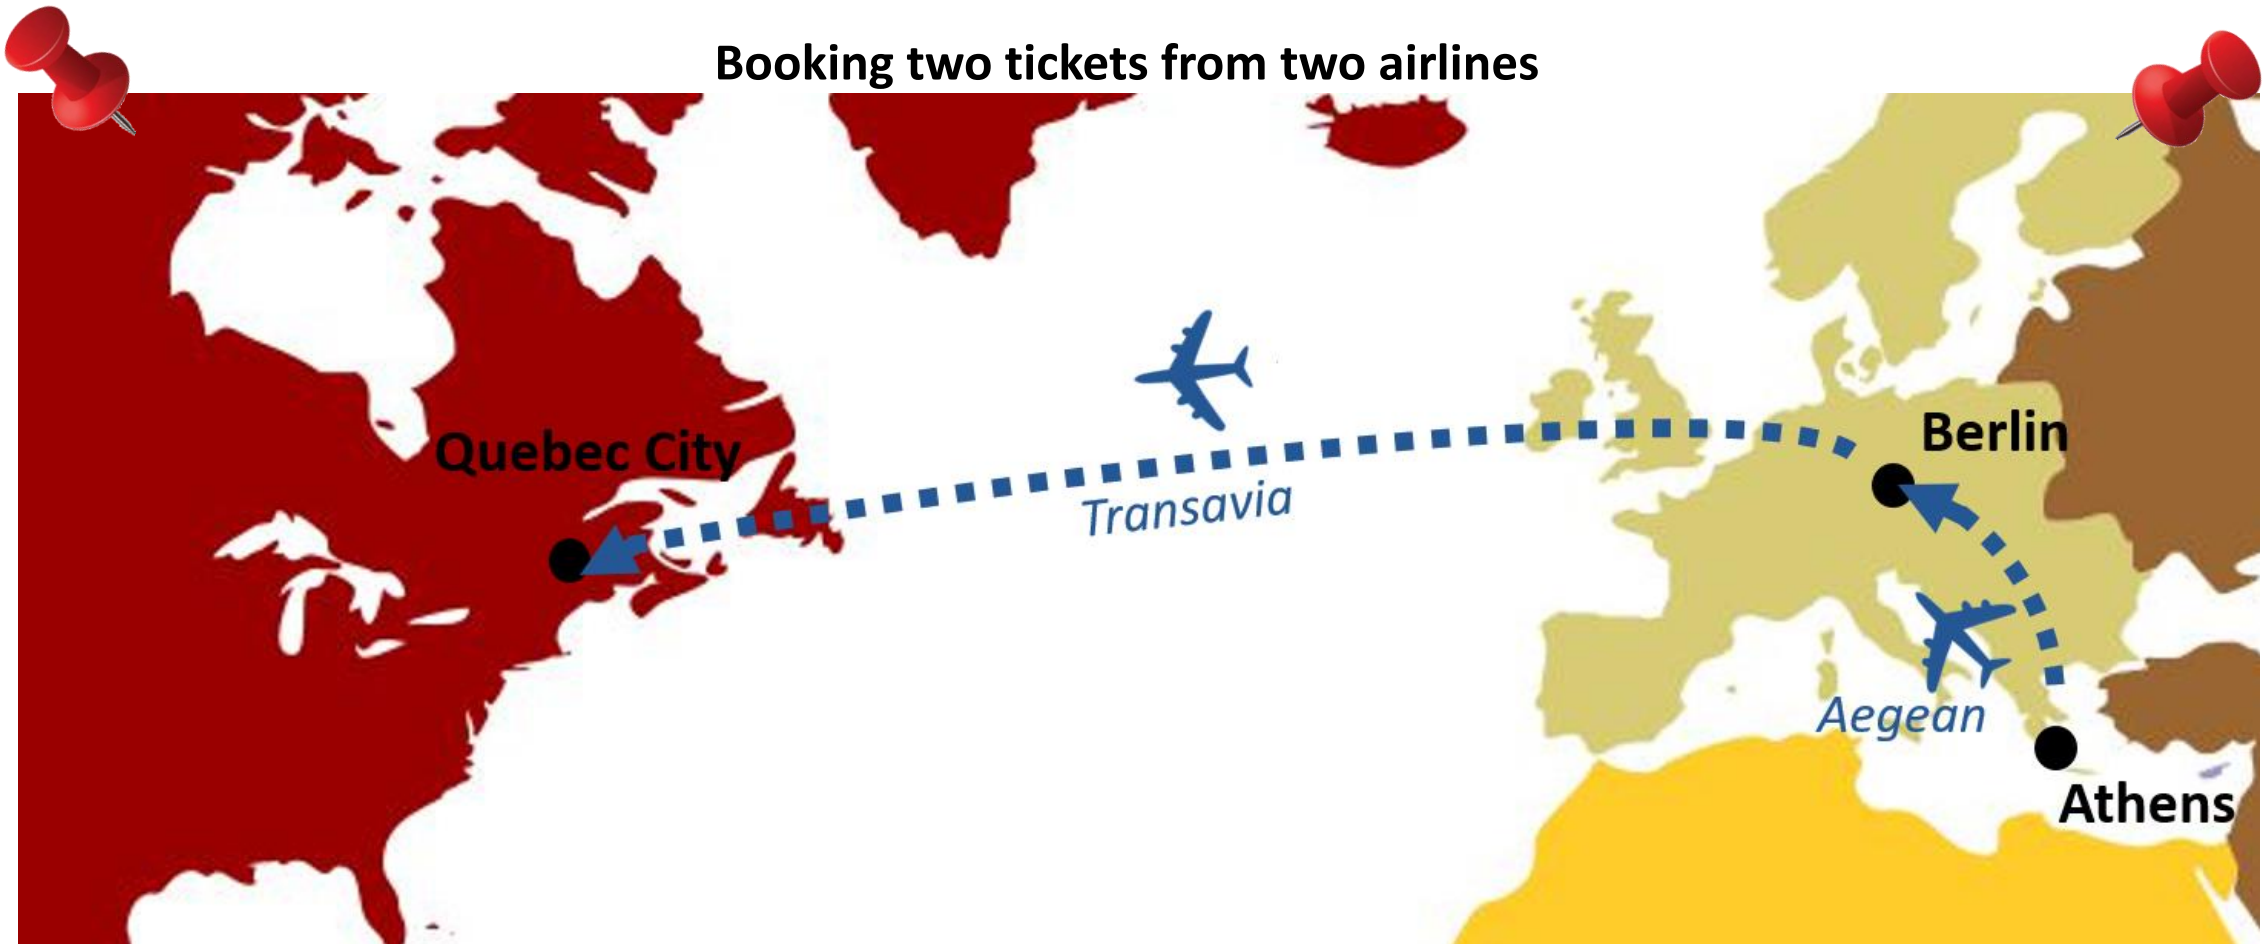 Booking two tickets from two airlines
Quebec City
Berlin
Transavia
Aegean
Athens